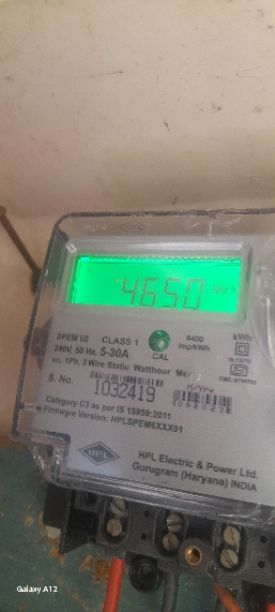 4650
SPEM 02 CLASS 1 6400 kWh
240V, 50 Hz, 5-30A CAL imp/kWh
ac, 1Ph, 2 Wire Static Watthour
S. No. 1032419
Category C3 as per IS 15959:2011
Firmware Version: HPLSPEM6XXX01
HPL
HPL Electric & Power Ltd.
Gurugram (Haryana) INDIA
Galaxy A12